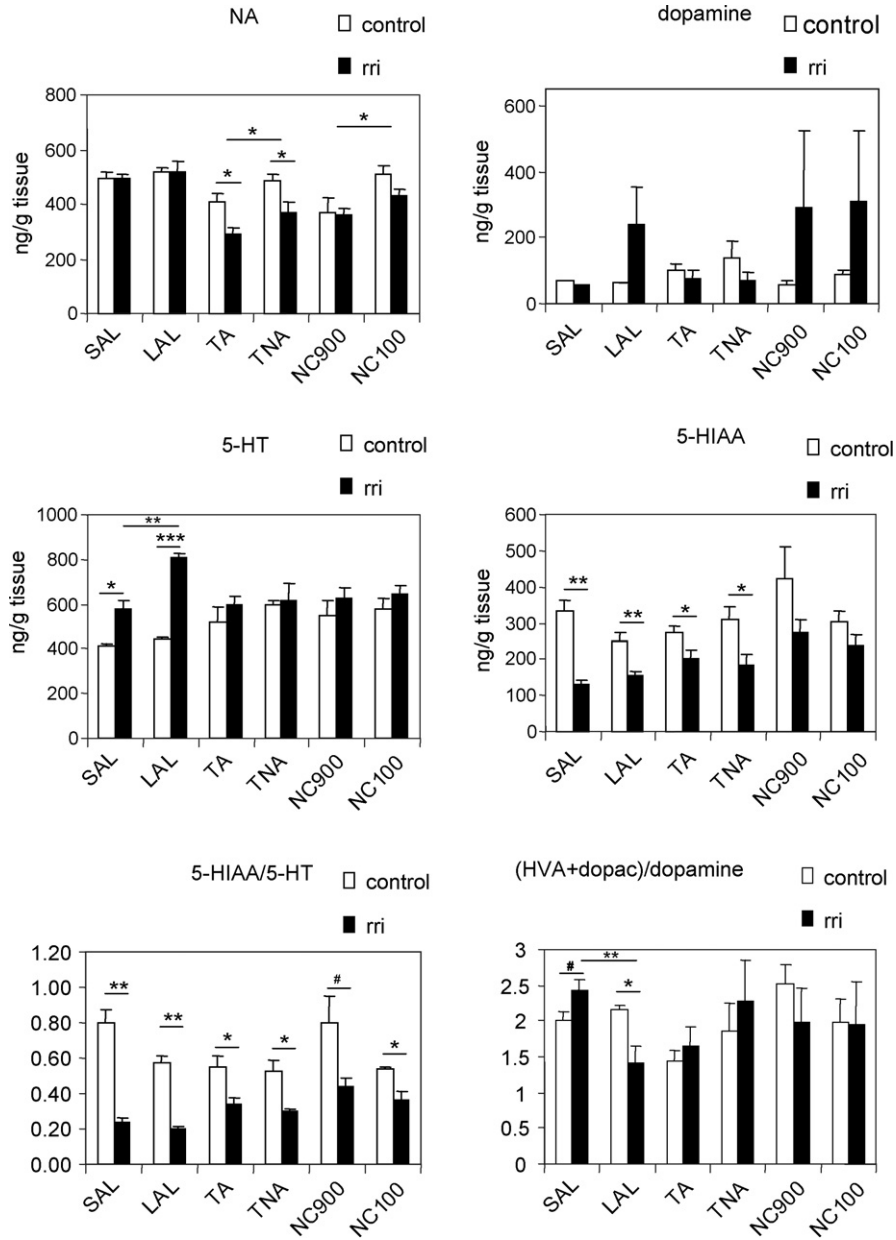 NA
control
rri
ng/g tissue
800
600
400
200
0
*
*
*
*
SAL
LAL
TA
TNA
NC900
NC100
dopamine
control
rri
ng/g tissue
600
400
200
0
SAL
LAL
TA
TNA
NC900
NC100
5-HT
control
rri
ng/g tissue
1000
800
600
400
200
0
**
***
*
SAL
LAL
TA
TNA
NC900
NC100
5-HIAA
control
rri
ng/g tissue
600
500
400
300
200
100
0
**
**
*
*
SAL
LAL
TA
TNA
NC900
NC100
5-HIAA/5-HT
control
rri
1.20
1.00
0.80
0.60
0.40
0.20
0.00
**
**
*
*
#
*
SAL
LAL
TA
TNA
NC900
NC100
(HVA+dopac)/dopamine
control
rri
3
2.5
2
1.5
1
0.5
0
#
**
*
SAL
LAL
TA
TNA
NC900
NC100